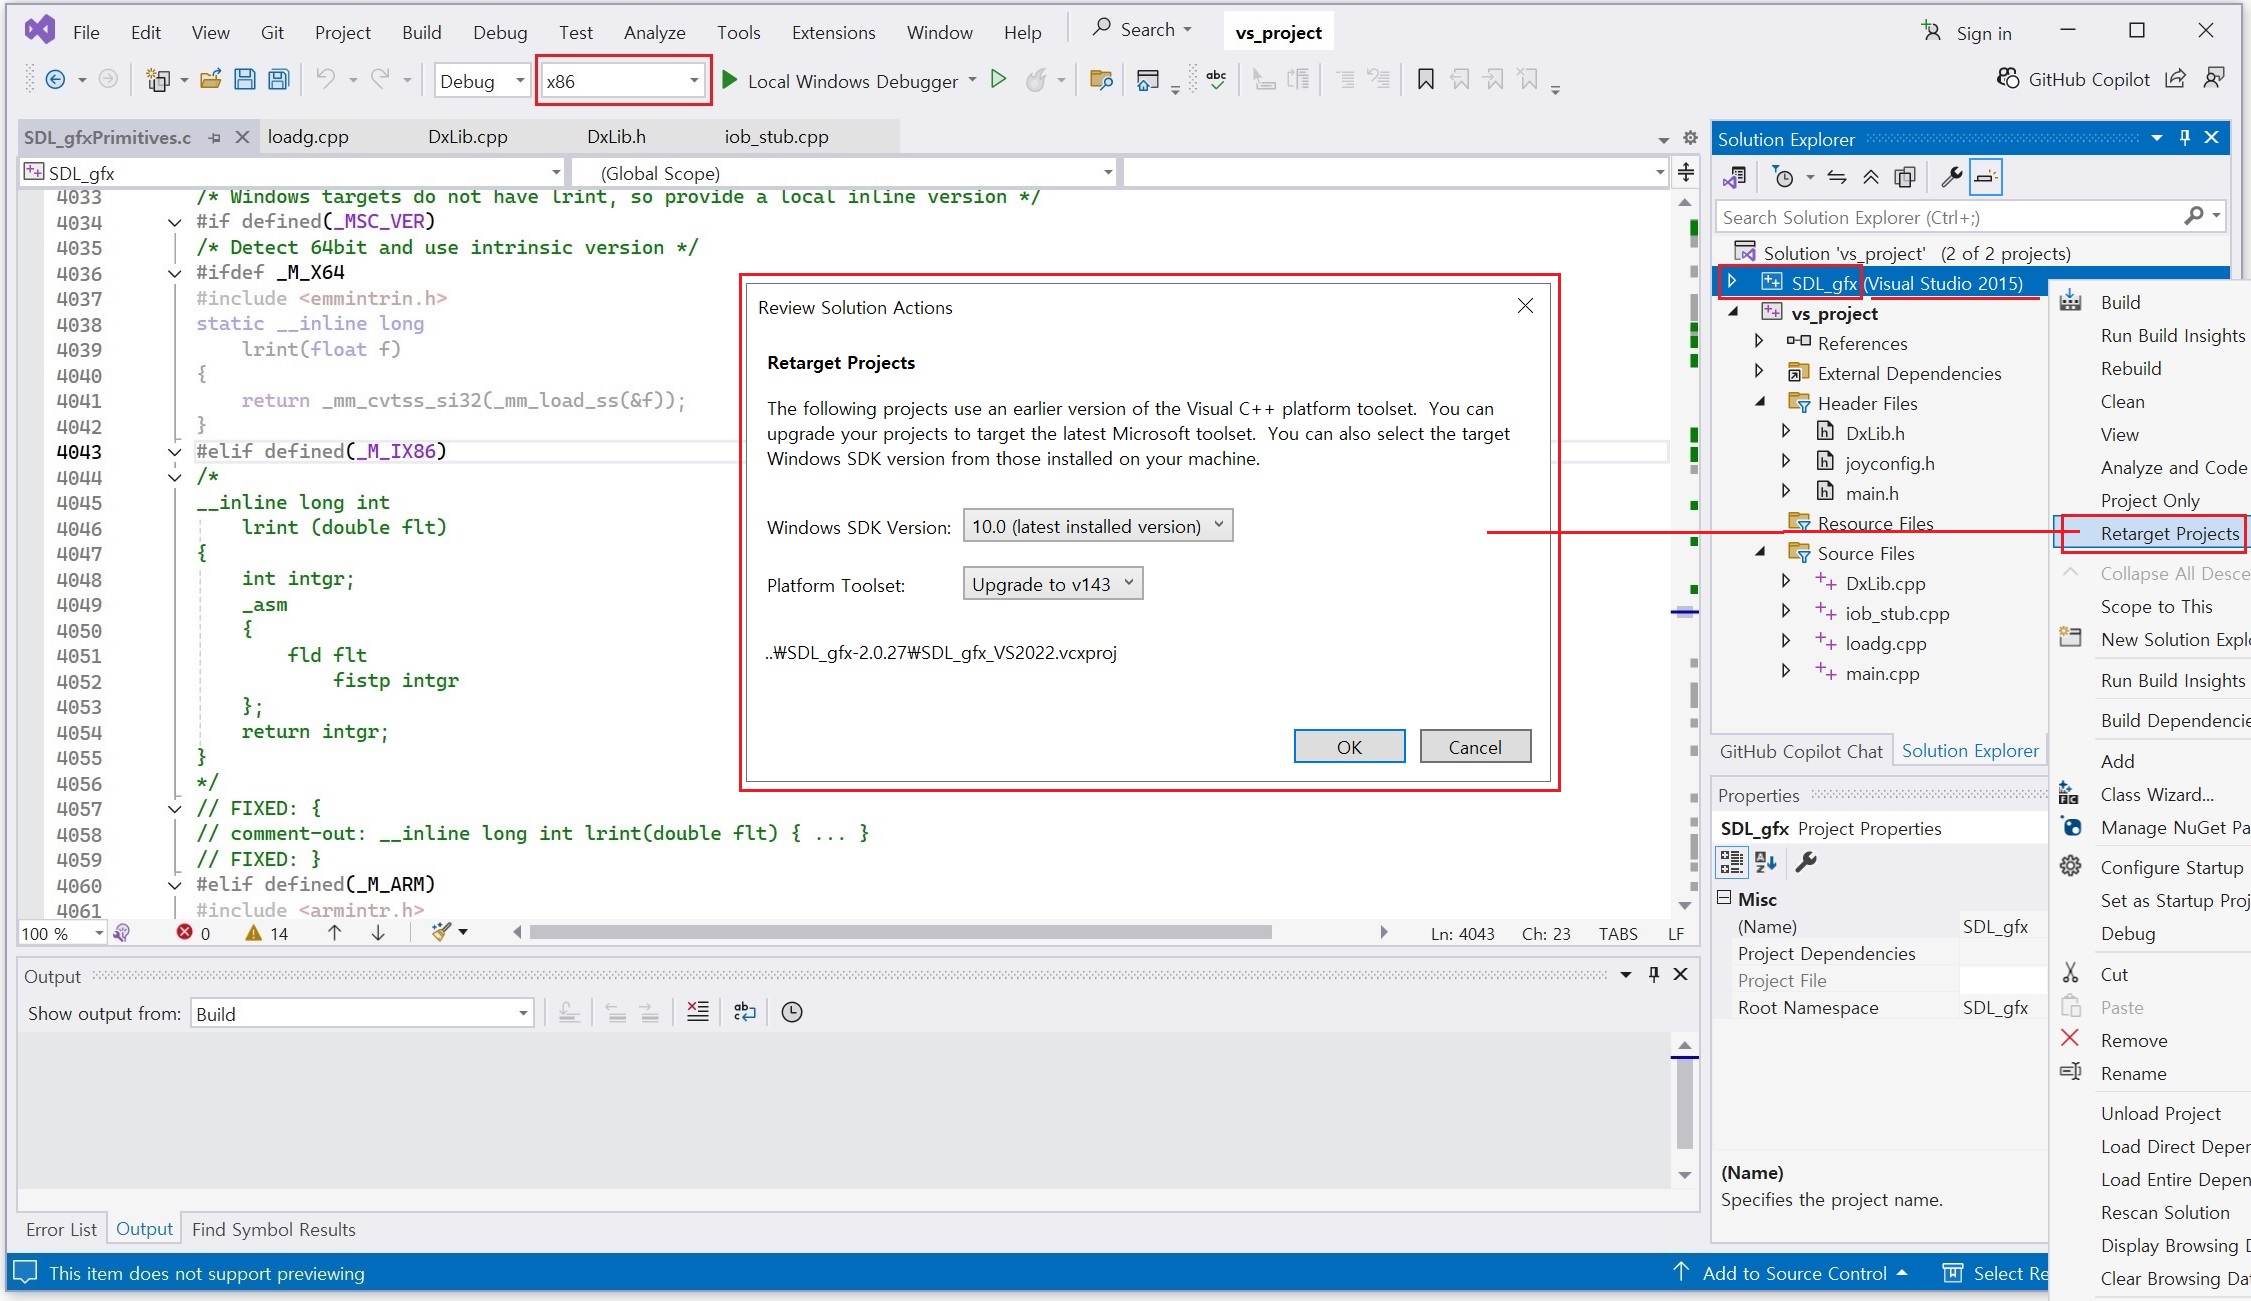 File Edit View Git Project Build Debug Test Analyze Tools Extensions Window Help Search vs_project Sign in
Debug x86 Local Windows Debugger GitHub Copilot
SDL_gfxPrimitives.c loadg.cpp DxLib.cpp DxLib.h iob_stub.cpp
SDL_gfx (Global Scope)
4033 /* Windows targets do not have lrint, so provide a local inline version */
4034 #if defined(_MSC_VER)
4035 /* Detect 64bit and use intrinsic version */
4036 #ifdef _M_X64
4037 #include <emmintrin.h>
4038 static __inline long
4039 lrint(float f)
4040 {
4041 return _mm_cvtss_si32(_mm_load_ss(&f));
4042 }
4043 #elif defined(_M_IX86)
4044 /*
4045 __inline long int
4046 lrint (double flt)
4047 {
4048 int intgr;
4049 _asm
4050 {
4051 fld flt
4052 fistp intgr
4053 };
4054 return intgr;
4055 }
4056 */
4057 // FIXED: {
4058 // comment-out: __inline long int lrint(double flt) { ... }
4059 // FIXED: }
4060 #elif defined(_M_ARM)
4061 #include <armintr.h>
100 % 0 14 Ln: 4043 Ch: 23 TABS LF
Review Solution Actions
Retarget Projects
The following projects use an earlier version of the Visual C++ platform toolset. You can
upgrade your projects to target the latest Microsoft toolset. You can also select the target
Windows SDK version from those installed on your machine.
Windows SDK Version: 10.0 (latest installed version)
Platform Toolset: Upgrade to v143
..₩SDL_gfx-2.0.27₩SDL_gfx_VS2022.vcxproj
OK Cancel
Output
Show output from: Build
Error List Output Find Symbol Results
Solution Explorer
Search Solution Explorer (Ctrl+;)
Solution 'vs_project' (2 of 2 projects)
SDL_gfx (Visual Studio 2015)
vs_project
References
External Dependencies
Header Files
DxLib.h
joyconfig.h
main.h
Resource Files
Source Files
DxLib.cpp
iob_stub.cpp
loadg.cpp
main.cpp
GitHub Copilot Chat Solution Explorer
Properties
SDL_gfx Project Properties
Misc
(Name) SDL_gfx
Project Dependencies
Project File
Root Namespace SDL_gfx
(Name)
Specifies the project name.
Build
Run Build Insights
Rebuild
Clean
View
Analyze and Code
Project Only
Retarget Projects
Collapse All Desce
Scope to This
New Solution Explo
Run Build Insights
Build Dependencie
Add
Class Wizard...
Manage NuGet Pa
Configure Startup
Set as Startup Proj
Debug
Cut
Paste
Remove
Rename
Unload Project
Load Direct Deper
Load Entire Depen
Rescan Solution
Display Browsing D
Clear Browsing Dat
This item does not support previewing Add to Source Control Select Re